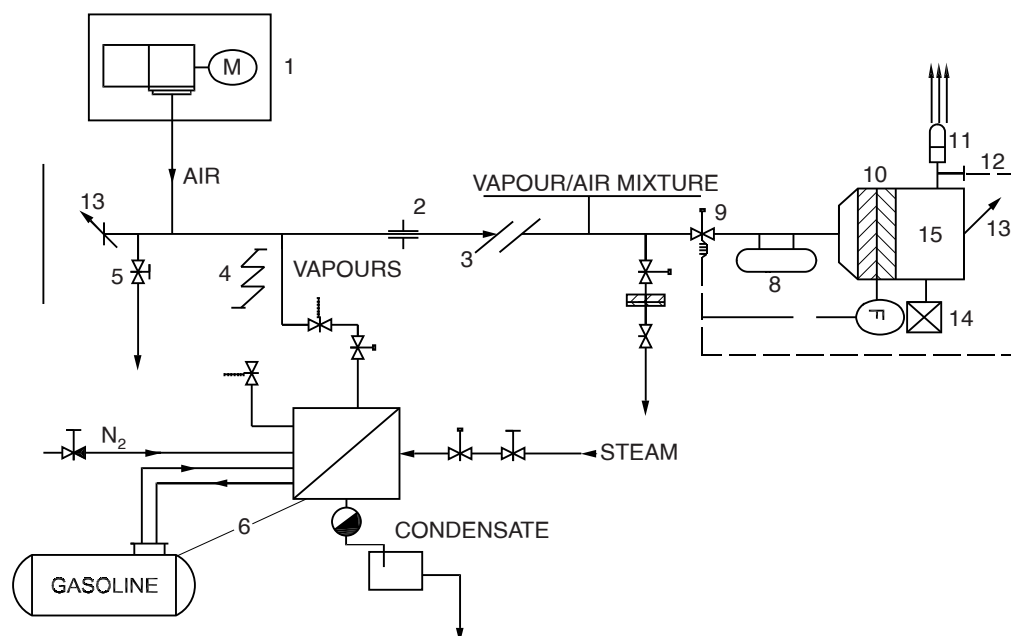 M
1
AIR
13
2
VAPOUR/AIR MIXTURE
3
4
VAPOURS
5
9
8
10
11
12
13
15
F
14
N2
STEAM
6
CONDENSATE
GASOLINE